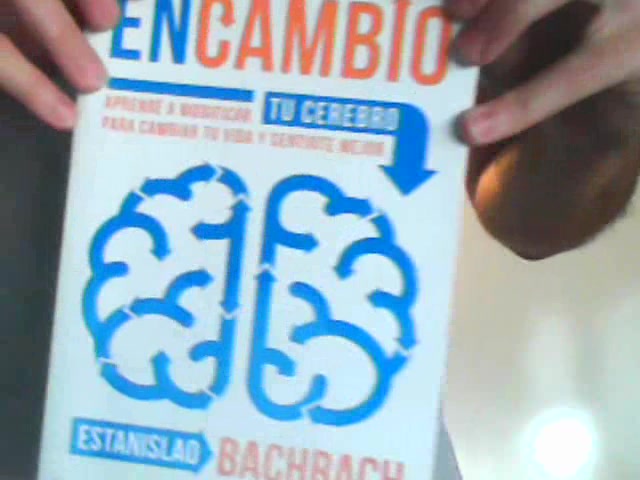 ENCAMBIO
APRENDE A MODIFICAR TU CEREBRO
PARA CAMBIAR TU VIDA Y SENTIRTE MEJOR
ESTANISLAO BACHRACH